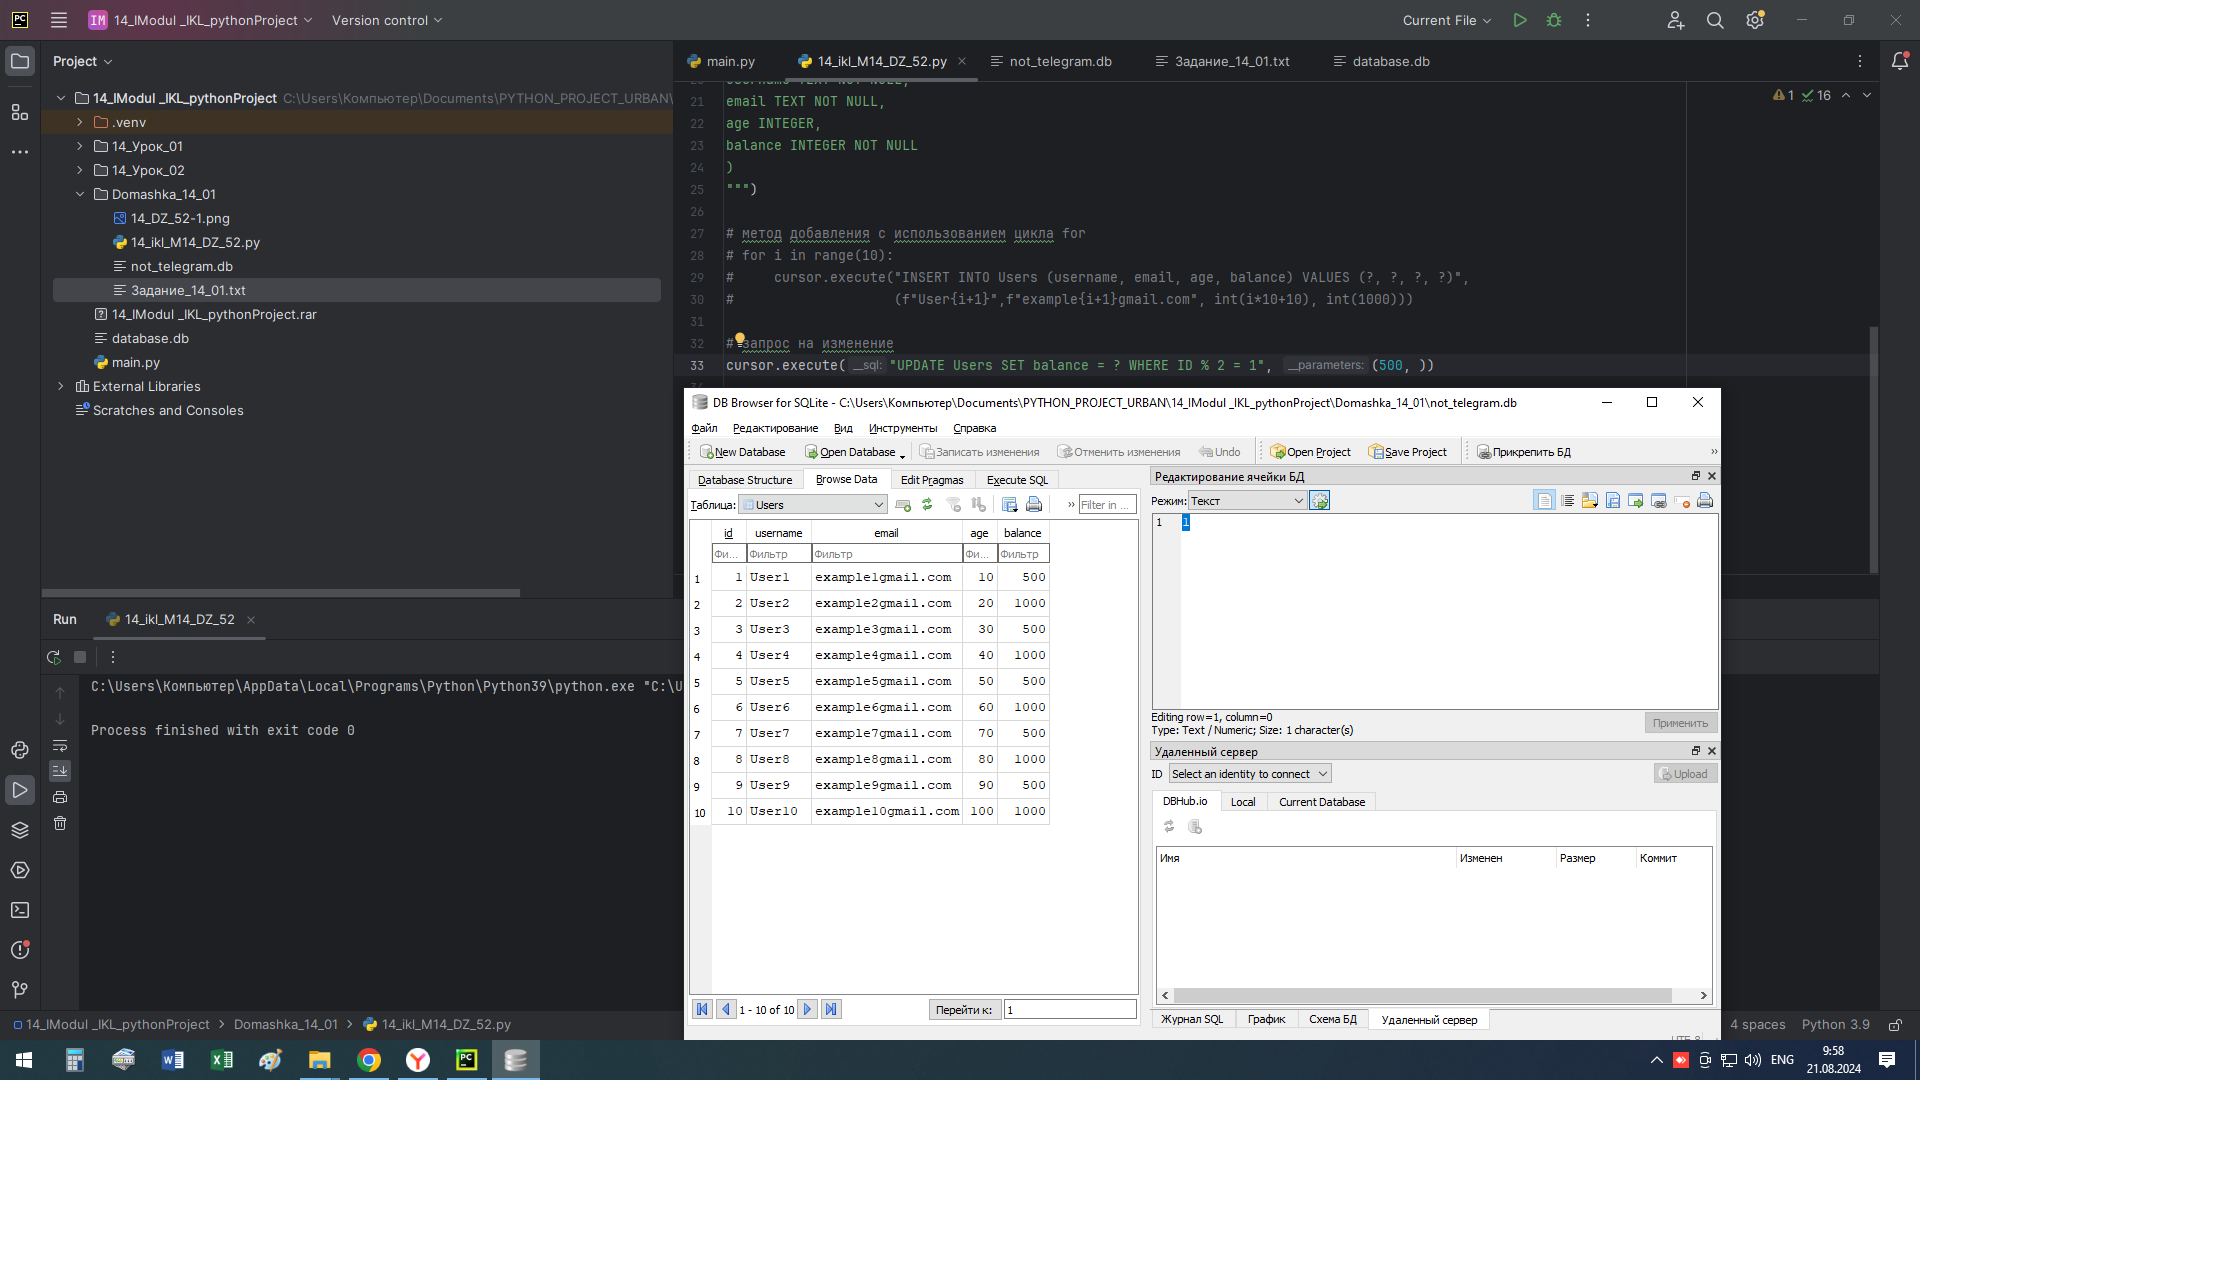 PC IM 14_IModul _IKL_pythonProject Version control Current File
Project
main.py 14_ikl_M14_DZ_52.py not_telegram.db Задание_14_01.txt database.db
14_IModul _IKL_pythonProject C:\Users\Компьютер\Documents\PYTHON_PROJECT_URBAN\
.venv
14_Урок_01
14_Урок_02
Domashka_14_01
14_DZ_52-1.png
14_ikl_M14_DZ_52.py
not_telegram.db
Задание_14_01.txt
14_IModul _IKL_pythonProject.rar
database.db
main.py
External Libraries
Scratches and Consoles
1 16
21 email TEXT NOT NULL,
22 age INTEGER,
23 balance INTEGER NOT NULL
24 )
25 """)
26
27 # метод добавления с использованием цикла for
28 # for i in range(10):
29 # cursor.execute("INSERT INTO Users (username, email, age, balance) VALUES (?, ?, ?, ?)",
30 # (f"User{i+1}",f"example{i+1}gmail.com", int(i*10+10), int(1000)))
31
32 # запрос на изменение
33 cursor.execute( __sql: "UPDATE Users SET balance = ? WHERE ID % 2 = 1", __parameters: (500, ))
DB Browser for SQLite - C:\Users\Компьютер\Documents\PYTHON_PROJECT_URBAN\14_IModul _IKL_pythonProject\Domashka_14_01\not_telegram.db
Файл Редактирование Вид Инструменты Справка
New Database Open Database Записать изменения Отменить изменения Undo Open Project Save Project Прикрепить БД »
Database Structure Browse Data Edit Pragmas Execute SQL
Таблица: Users » Filter in ...
id username email age balance
Фи... Фильтр Фильтр Фи... Фильтр
1 1 User1 example1gmail.com 10 500
2 2 User2 example2gmail.com 20 1000
3 3 User3 example3gmail.com 30 500
4 4 User4 example4gmail.com 40 1000
5 5 User5 example5gmail.com 50 500
6 6 User6 example6gmail.com 60 1000
7 7 User7 example7gmail.com 70 500
8 8 User8 example8gmail.com 80 1000
9 9 User9 example9gmail.com 90 500
10 10 User10 example10gmail.com 100 1000
1 - 10 of 10 Перейти к: 1
Редактирование ячейки БД
Режим: Текст
1 1
Editing row=1, column=0
Type: Text / Numeric; Size: 1 character(s)
Применить
Удаленный сервер
ID Select an identity to connect Upload
DBHub.io Local Current Database
Имя Изменен Размер Коммит
Журнал SQL График Схема БД Удаленный сервер
Run 14_ikl_M14_DZ_52
C:\Users\Компьютер\AppData\Local\Programs\Python\Python39\python.exe "C:\U
Process finished with exit code 0
14_IModul _IKL_pythonProject Domashka_14_01 14_ikl_M14_DZ_52.py
4 spaces Python 3.9
ENG
9:58
21.08.2024